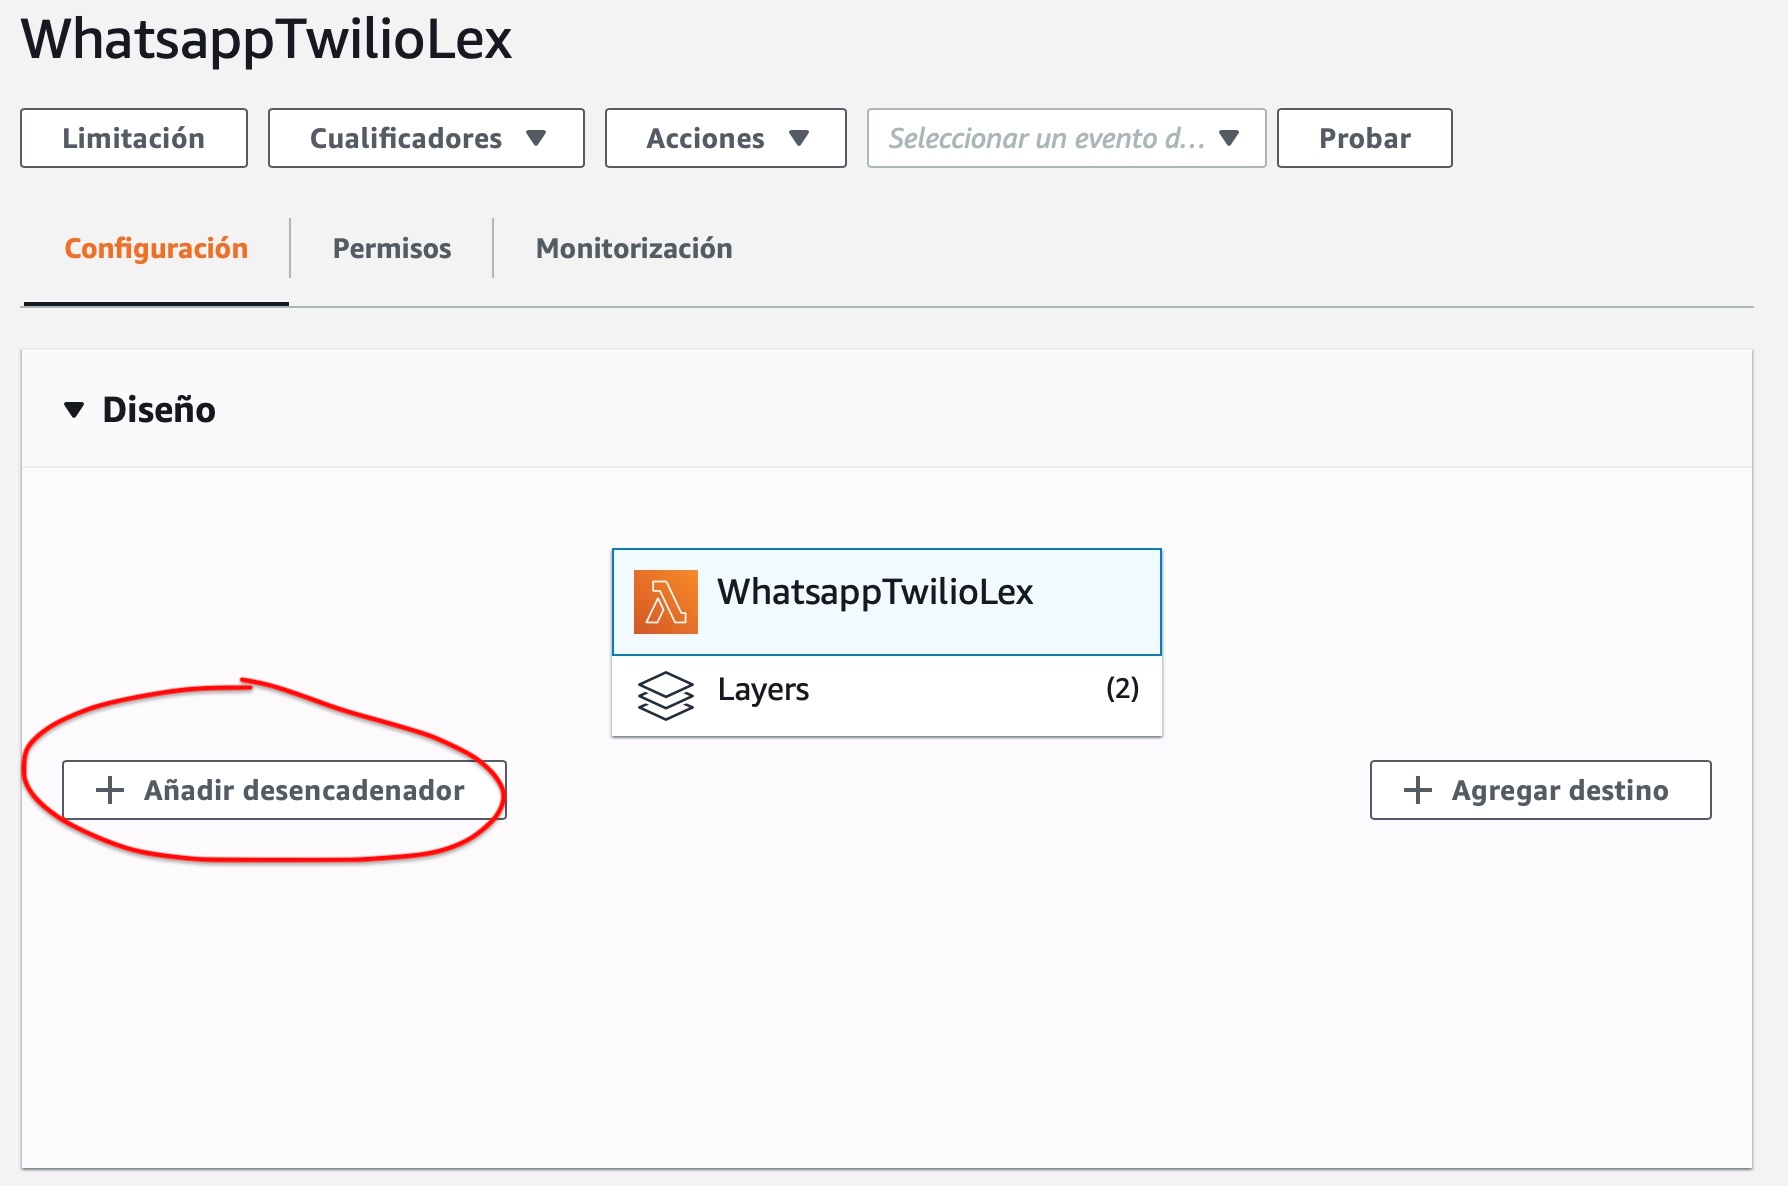 WhatsappTwilioLex
Limitación Cualificadores Acciones Seleccionar un evento d... Probar
Configuración Permisos Monitorización
Diseño
WhatsappTwilioLex
Layers (2)
Añadir desencadenador Agregar destino